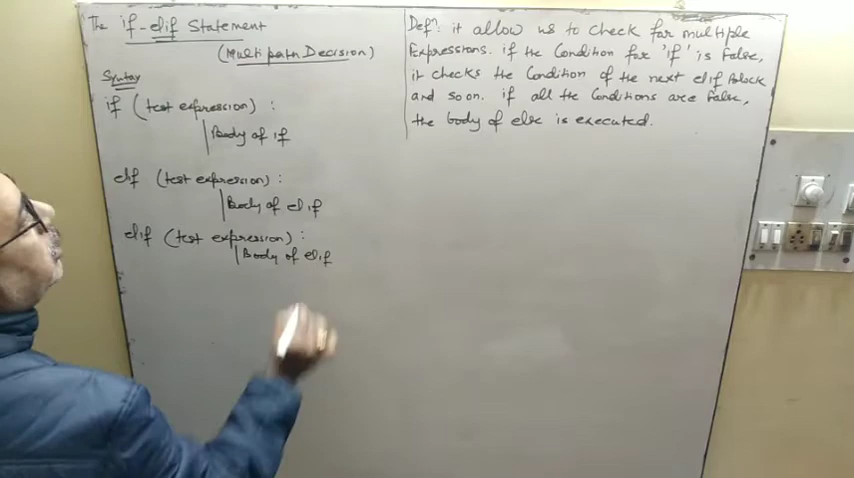 The if-elif Statement
(Multi path Decision)
Syntax
if (test expression) :
Body of if
elif (test expression) :
Body of elif
elif (test expression) :
Body of elif
Defn: it allow us to check for multiple
Expressions. if the Condition for 'if' is False,
it checks the Condition of the next elif Block
and so on. if all the Conditions are False,
the body of else is executed.